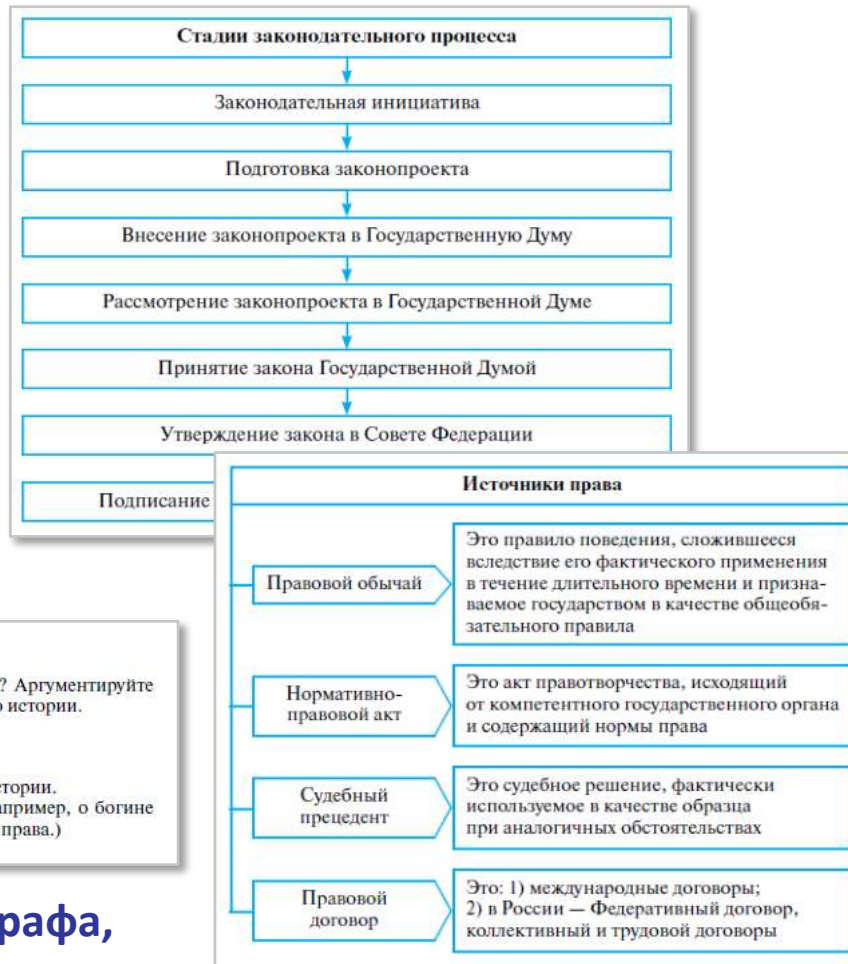 Стадии законодательного процесса
Законодательная инициатива
Подготовка законопроекта
Внесение законопроекта в Государственную Думу
Рассмотрение законопроекта в Государственной Думе
Принятие закона Государственной Думой
Утверждение закона в Совете Федерации
Подписание
Источники права
Правовой обычай
Это правило поведения, сложившееся
вследствие его фактического применения
в течение длительного времени и призна-
ваемое государством в качестве общеобя-
зательного правила
Нормативно-
правовой акт
Это акт правотворчества, исходящий
от компетентного государственного органа
и содержащий нормы права
Судебный
прецедент
Это судебное решение, фактически
используемое в качестве образца
при аналогичных обстоятельствах
Правовой
договор
Это: 1) международные договоры;
2) в России — Федеративный договор,
коллективный и трудовой договоры
? Аргументируйте
о истории.
стории.
апример, о богине
права.)
рафа,